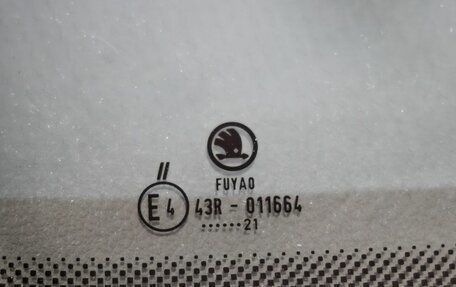 FUYAO
II
E4 43R - 011664
......21